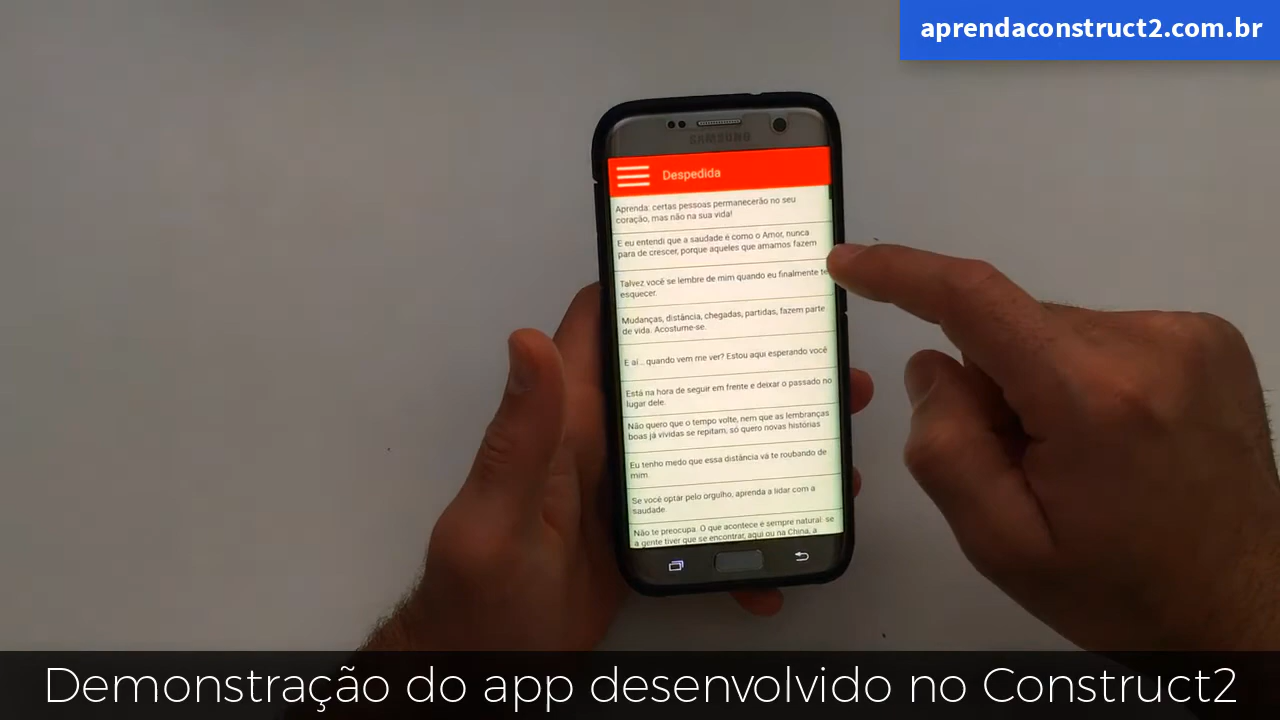 aprendaconstruct2.com.br
SAMSUNG
Despedida
Aprenda: certas pessoas permanecerão no seu
coração, mas não na sua vida!
E eu entendi que a saudade é como o Amor, nunca
para de crescer, porque aqueles que amamos fazem
Talvez você se lembre de mim quando eu finalmente te
esquecer.
Mudanças, distância, chegadas, partidas, fazem parte
de vida. Acostume-se.
E aí... quando vem me ver? Estou aqui esperando você
Está na hora de seguir em frente e deixar o passado no
lugar dele.
Não quero que o tempo volte, nem que as lembranças
boas já vividas se repitam, só quero novas histórias
Eu tenho medo que essa distância vá te roubando de
mim.
Se você optar pelo orgulho, aprenda a lidar com a
saudade.
Não te preocupa. O que acontece é sempre natural: se
a gente tiver que se encontrar, aqui ou na China, a
Demonstração do app desenvolvido no Construct2